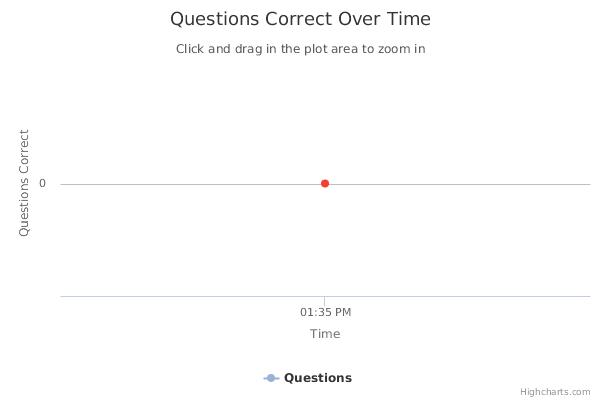 Questions Correct Over Time
Click and drag in the plot area to zoom in
Questions Correct
0
01:35 PM
Time
Questions
Highcharts.com